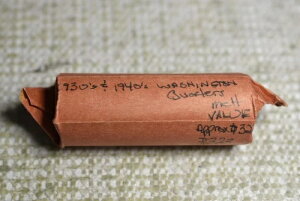 1930's & 1940's WASHINGTON
Quarters
melt
VALUE
Approx $30